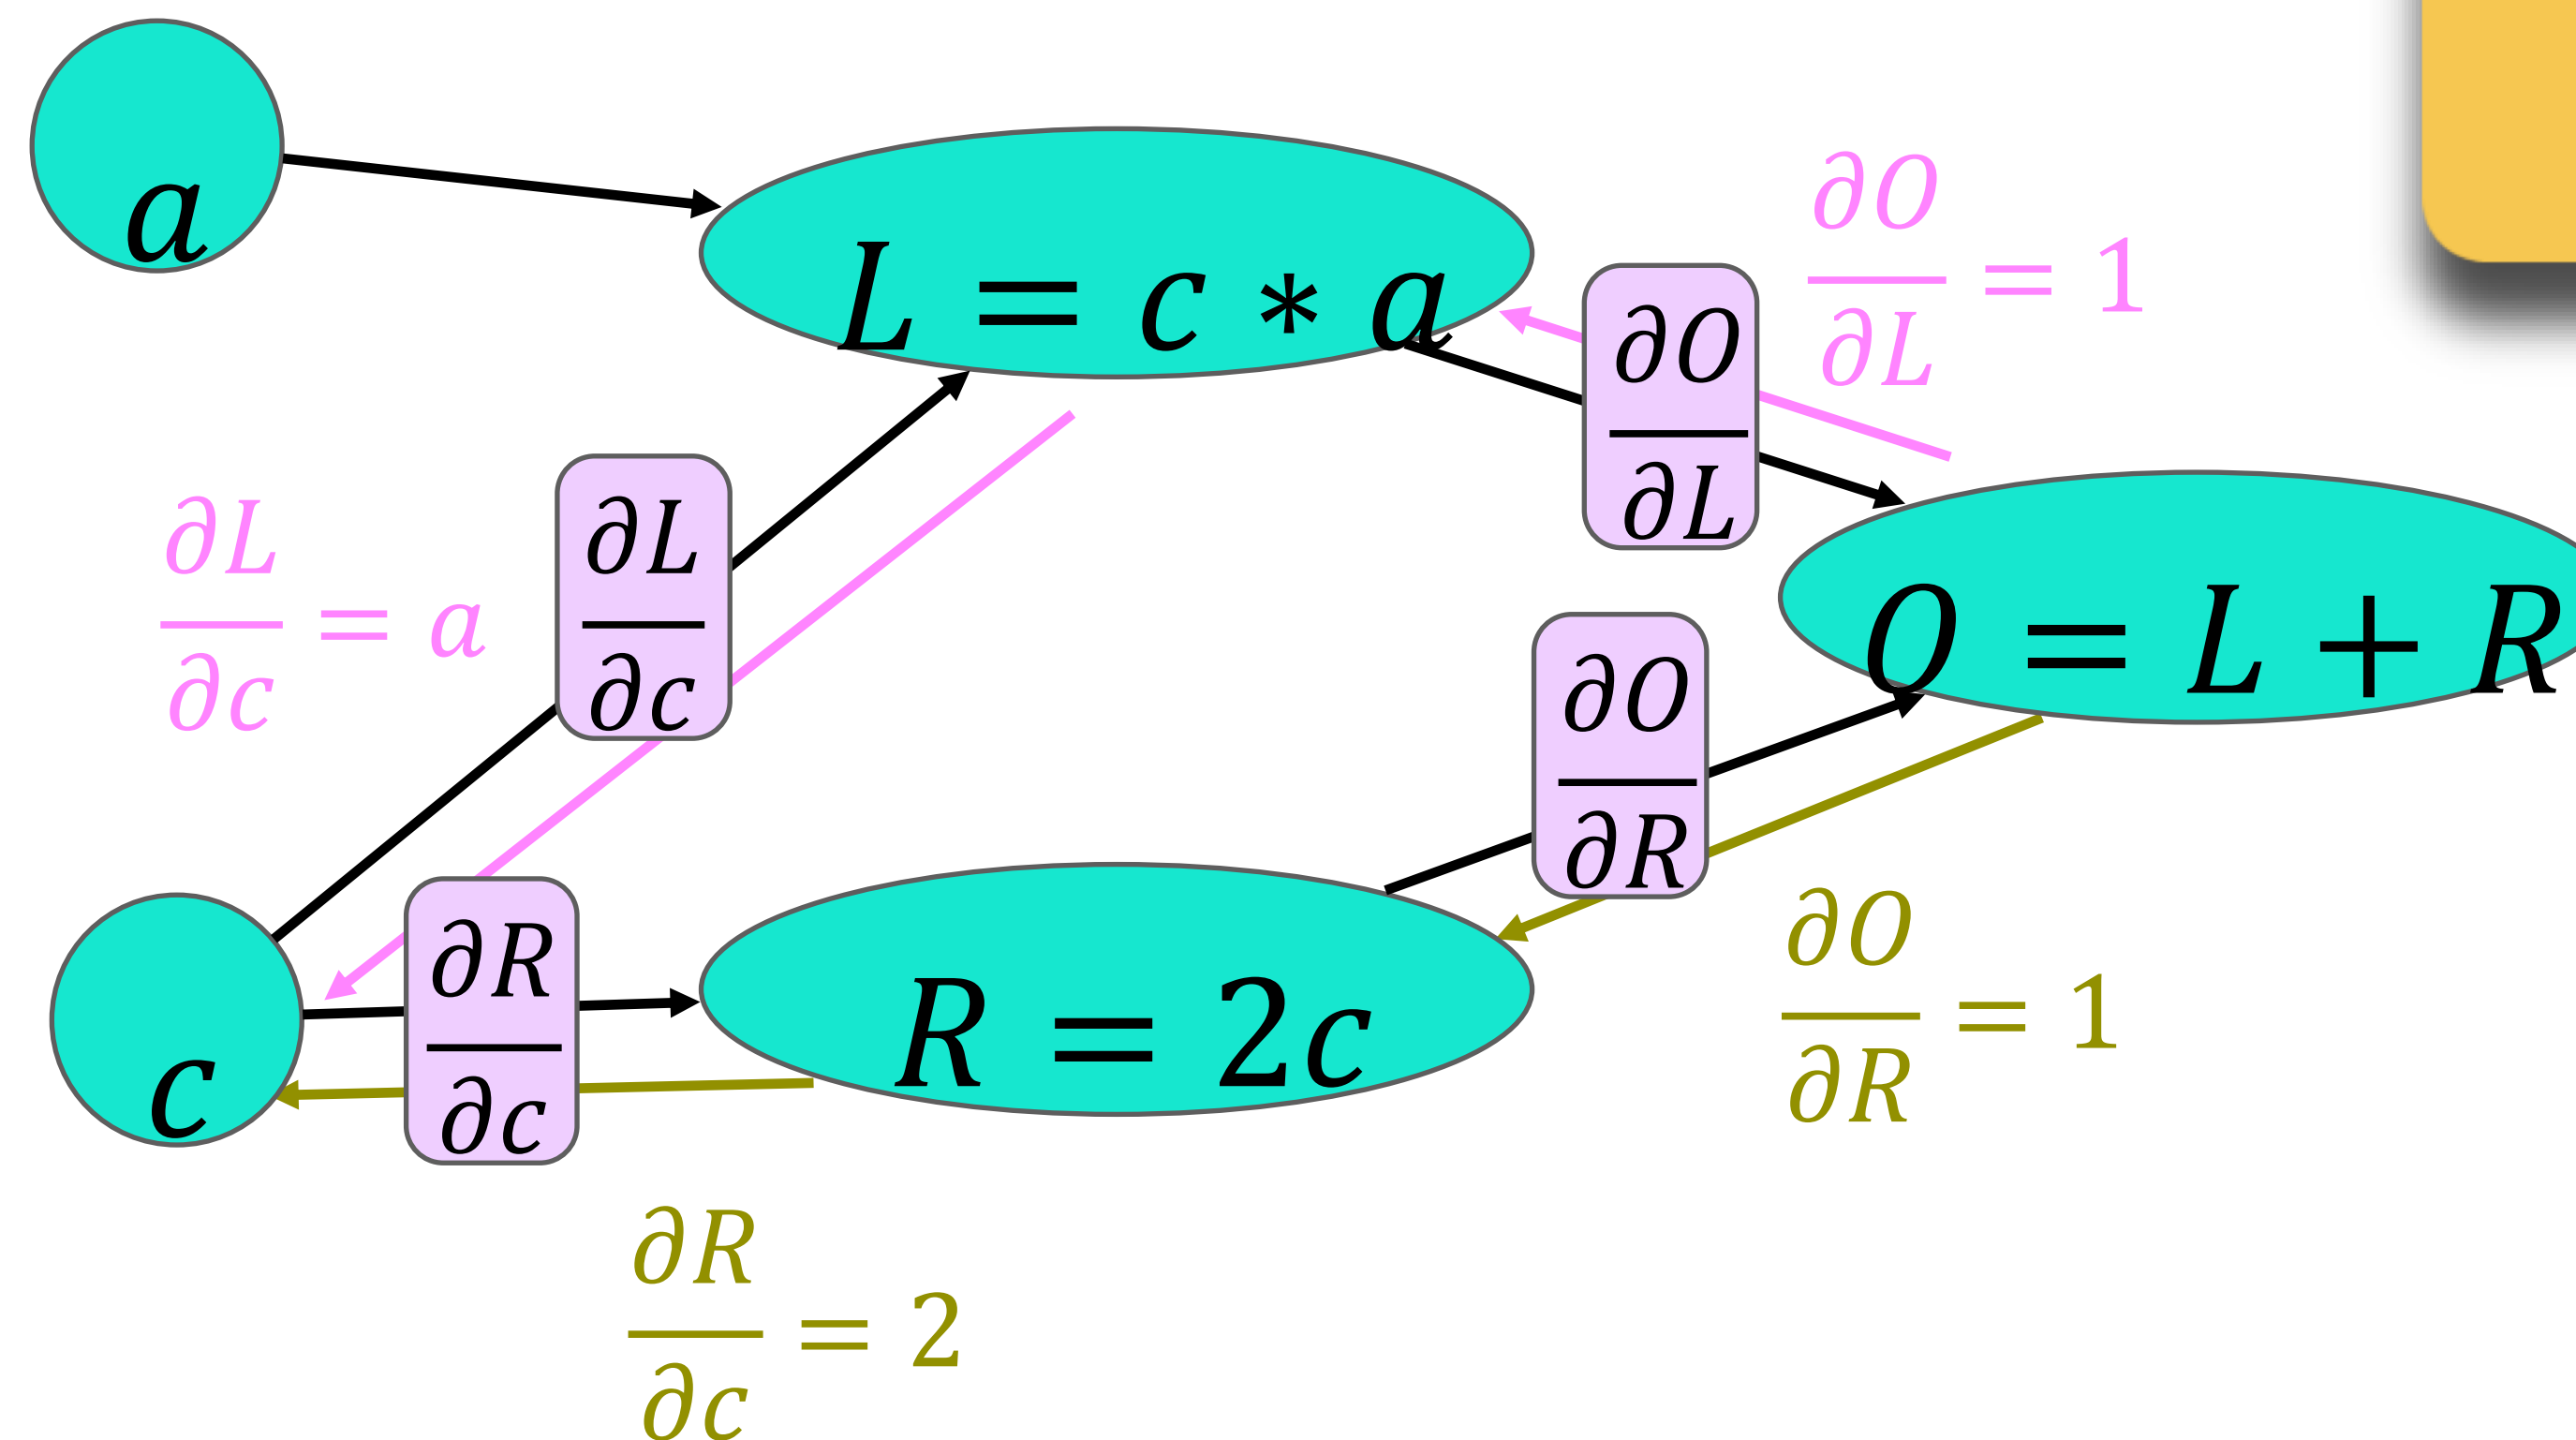 a
L = c * a
∂O/∂L = 1
∂O/∂L
∂L/∂c = a
∂L/∂c
O = L + R
∂O/∂R
∂R/∂c
c
R = 2c
∂O/∂R = 1
∂R/∂c = 2